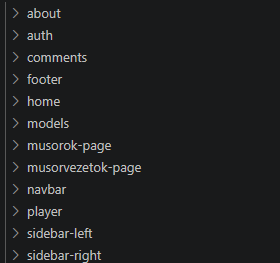 about
auth
comments
footer
home
models
musorok-page
musorvezetok-page
navbar
player
sidebar-left
sidebar-right